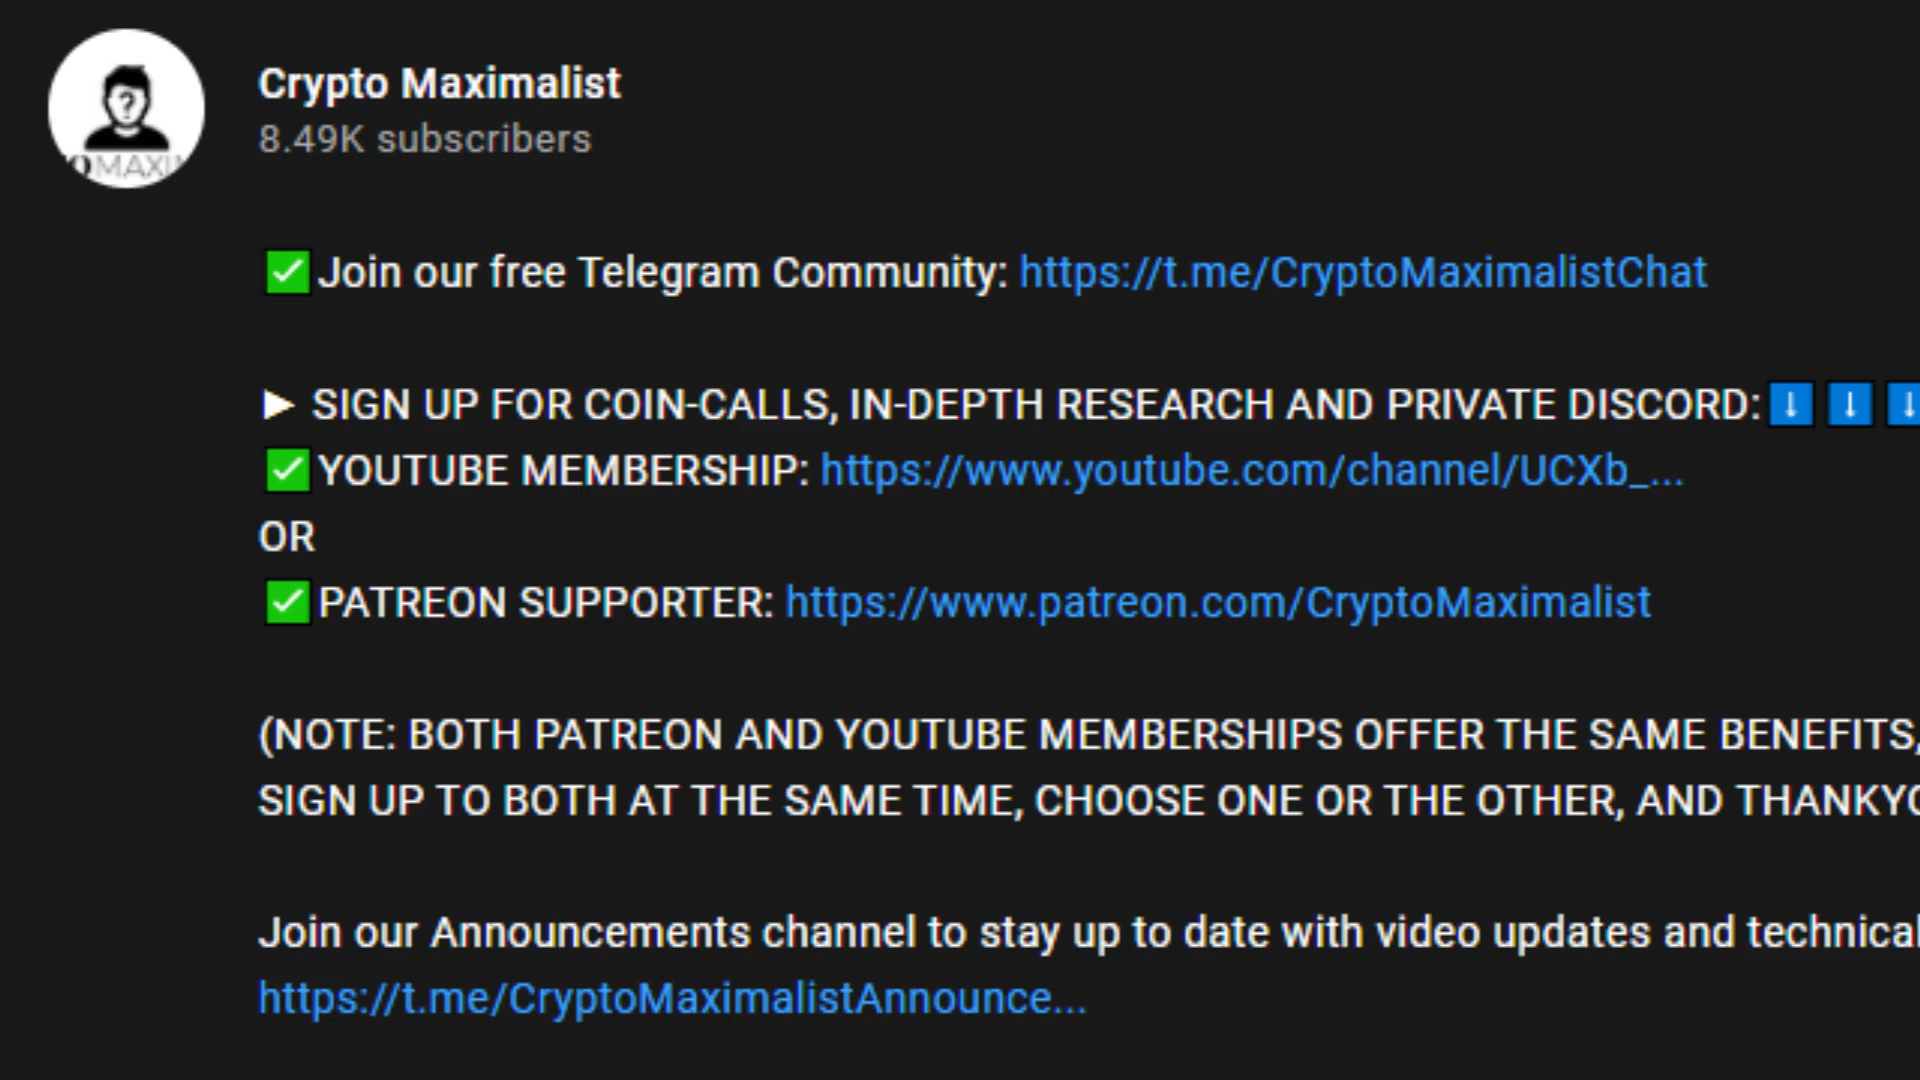 Crypto Maximalist
8.49K subscribers
OMAXI
✅Join our free Telegram Community: https://t.me/CryptoMaximalistChat
► SIGN UP FOR COIN-CALLS, IN-DEPTH RESEARCH AND PRIVATE DISCORD:⬇️⬇️⬇️
✅YOUTUBE MEMBERSHIP: https://www.youtube.com/channel/UCXb_...
OR
✅PATREON SUPPORTER: https://www.patreon.com/CryptoMaximalist
(NOTE: BOTH PATREON AND YOUTUBE MEMBERSHIPS OFFER THE SAME BENEFITS,
SIGN UP TO BOTH AT THE SAME TIME, CHOOSE ONE OR THE OTHER, AND THANKYO
Join our Announcements channel to stay up to date with video updates and technical
https://t.me/CryptoMaximalistAnnounce...